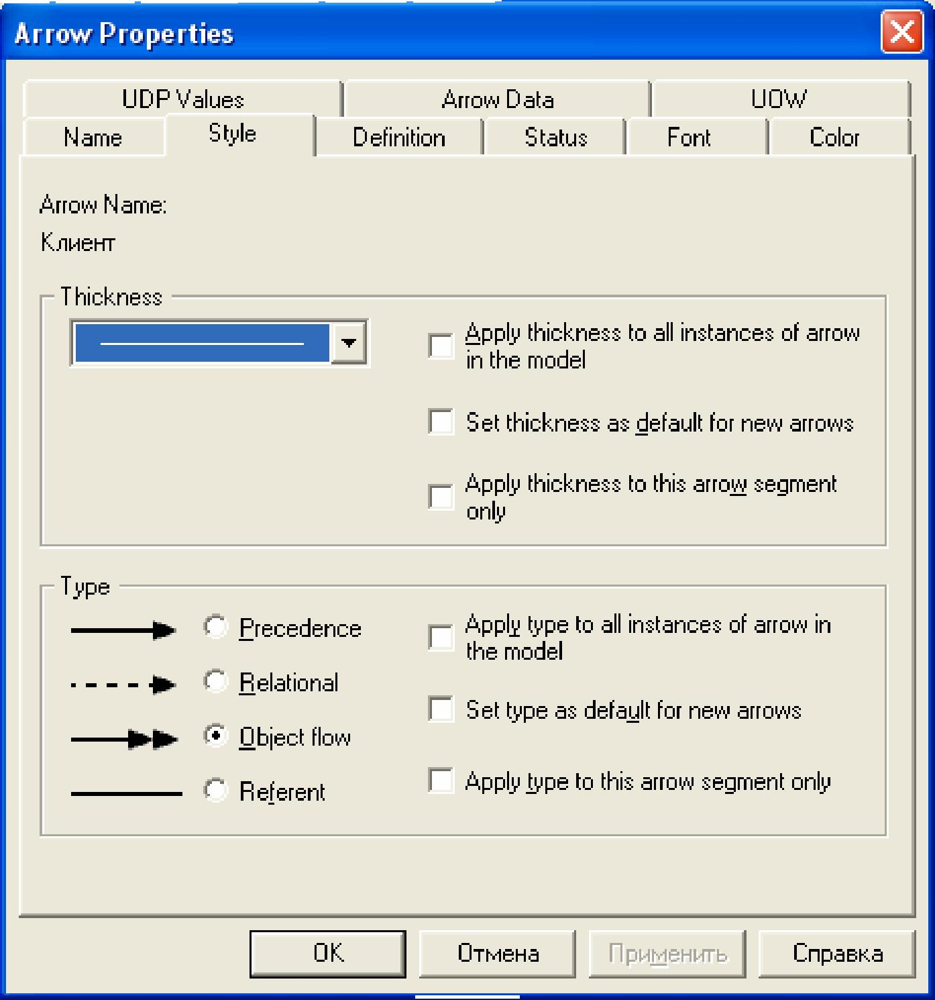 Arrow Properties
UDP Values Arrow Data UOW
Name Style Definition Status Font Color
Arrow Name:
Клиент
Thickness
Apply thickness to all instances of arrow
in the model
Set thickness as default for new arrows
Apply thickness to this arrow segment
only
Type
Precedence
Apply type to all instances of arrow in
the model
Relational
Set type as default for new arrows
Object flow
Apply type to this arrow segment only
Referent
OK Отмена Применить Справка